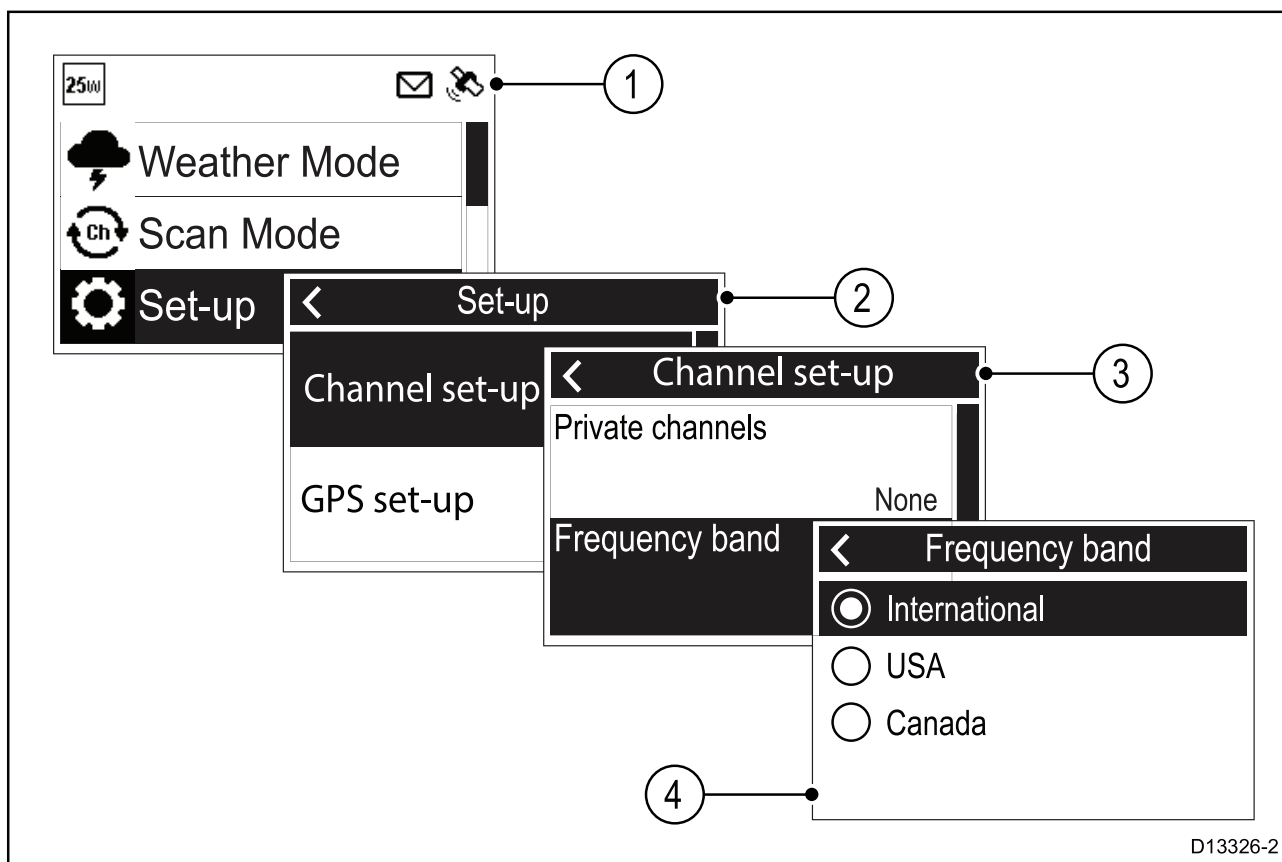 25W
1
Weather Mode
Ch
Scan Mode
Set-up
Set-up
2
Channel set-up
GPS set-up
Channel set-up
3
Private channels
None
Frequency band
Frequency band
International
USA
Canada
4
D13326-2